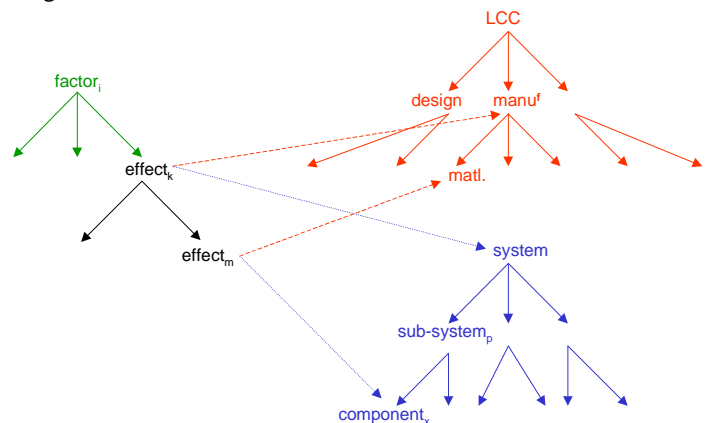 LCC
factorᵢ
design manuᶠ
effectₖ
matl.
effectₘ
system
sub-systemₚ
componentₓ